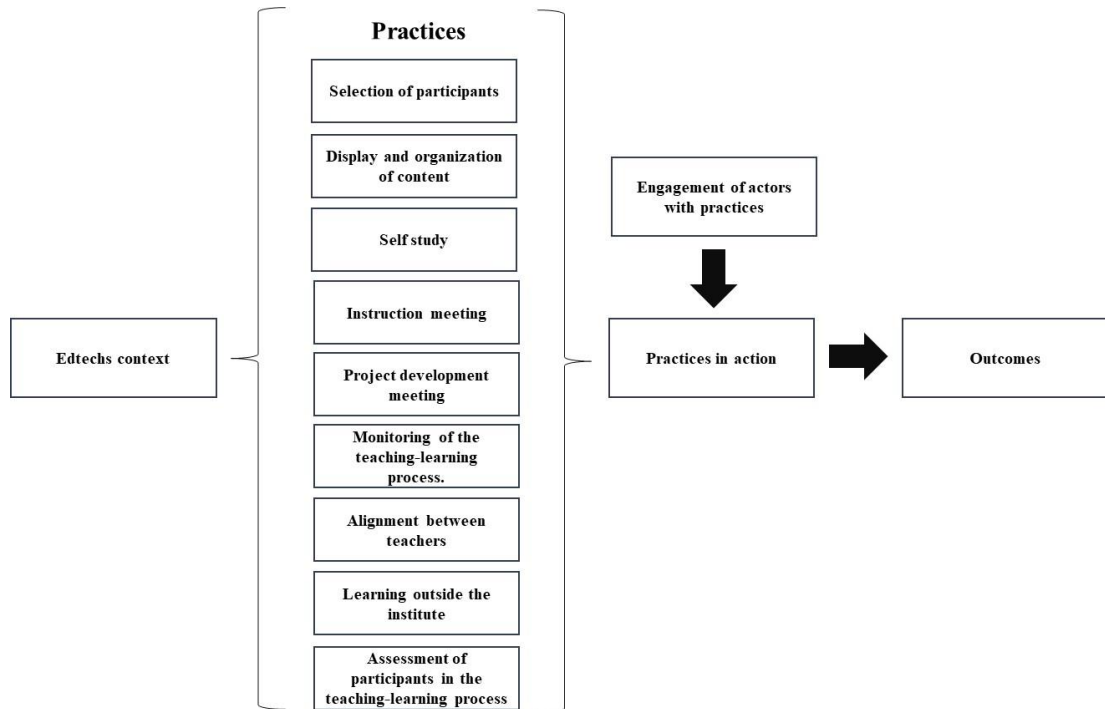 Practices
Selection of participants
Display and organization
of content
Self study
Instruction meeting
Project development
meeting
Monitoring of the
teaching-learning
process.
Alignment between
teachers
Learning outside the
institute
Assessment of
participants in the
teaching-learning process
Edtechs context
Engagement of actors
with practices
Practices in action
Outcomes